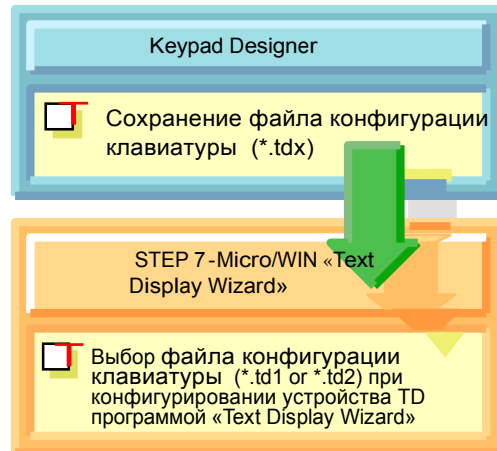 Keypad Designer
Сохранение файла конфигурации
клавиатуры (*.tdx)
STEP 7-Micro/WIN «Text
Display Wizard»
Выбор файла конфигурации
клавиатуры (*.td1 or *.td2) при
конфигурировании устройства TD
программой «Text Display Wizard»